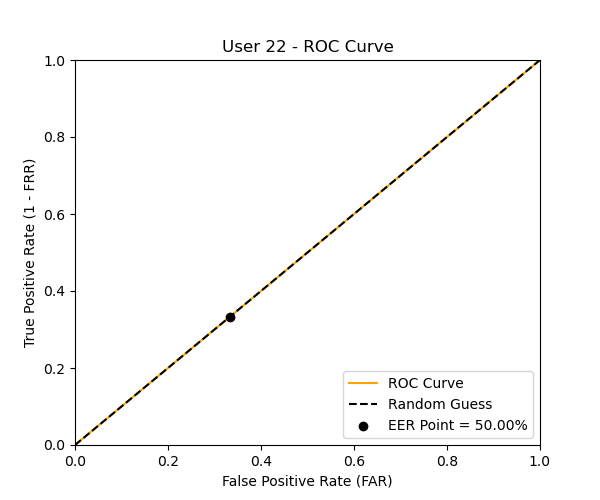 User 22 - ROC Curve
True Positive Rate (1 - FRR)
1.0
0.8
0.6
0.4
0.2
0.0
0.0 0.2 0.4 0.6 0.8 1.0
False Positive Rate (FAR)
ROC Curve
Random Guess
EER Point = 50.00%